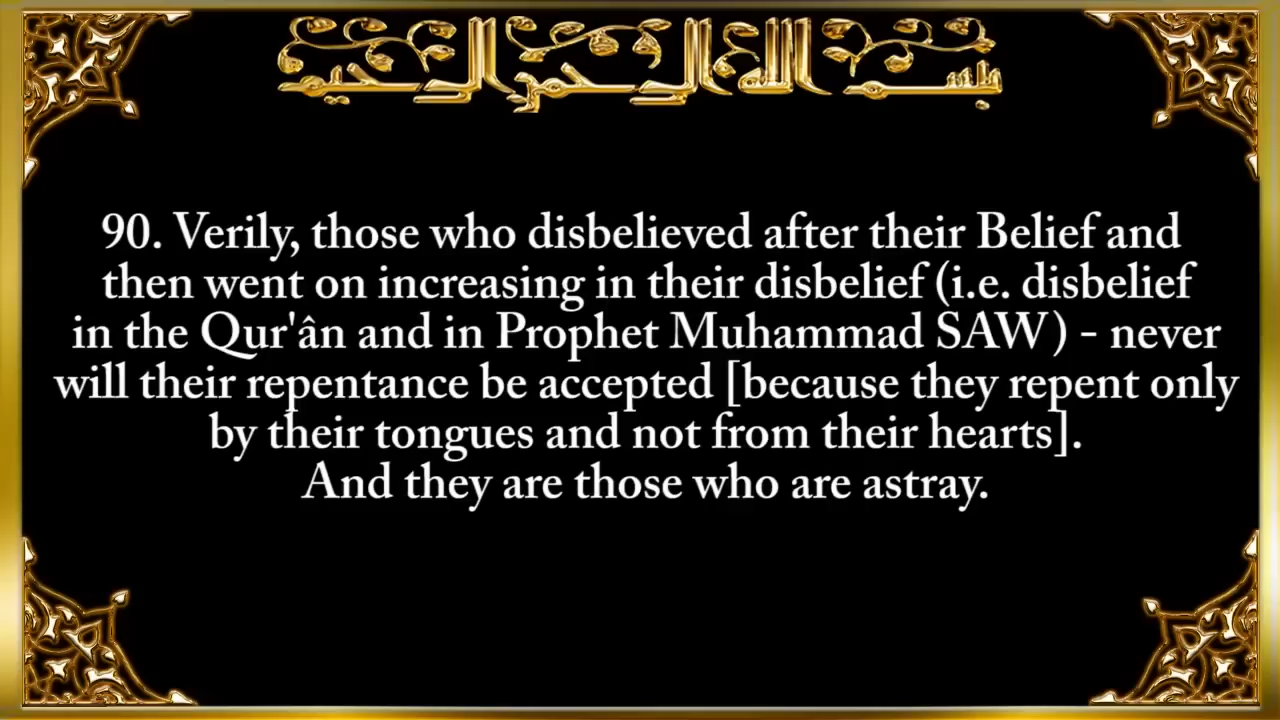 بسم الله الرحمن الرحيم
90. Verily, those who disbelieved after their Belief and
then went on increasing in their disbelief (i.e. disbelief
in the Qur'ân and in Prophet Muhammad SAW) - never
will their repentance be accepted [because they repent only
by their tongues and not from their hearts].
And they are those who are astray.